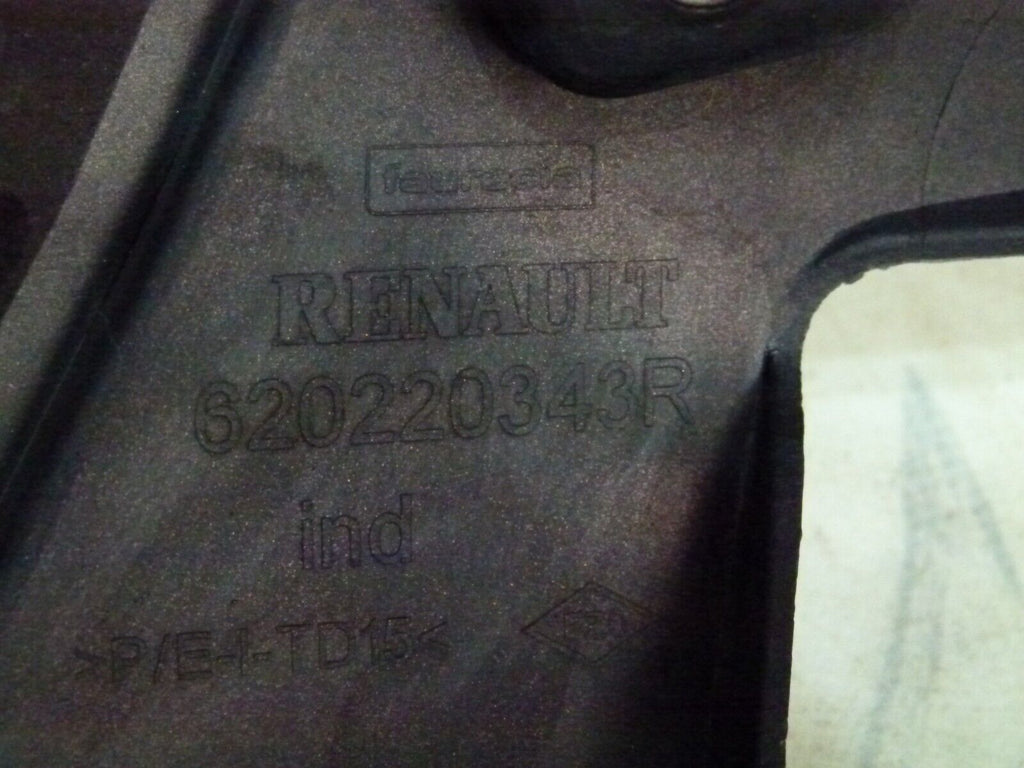 faurecia
RENAULT
620220343R
ind
>P/E-I-TD15<